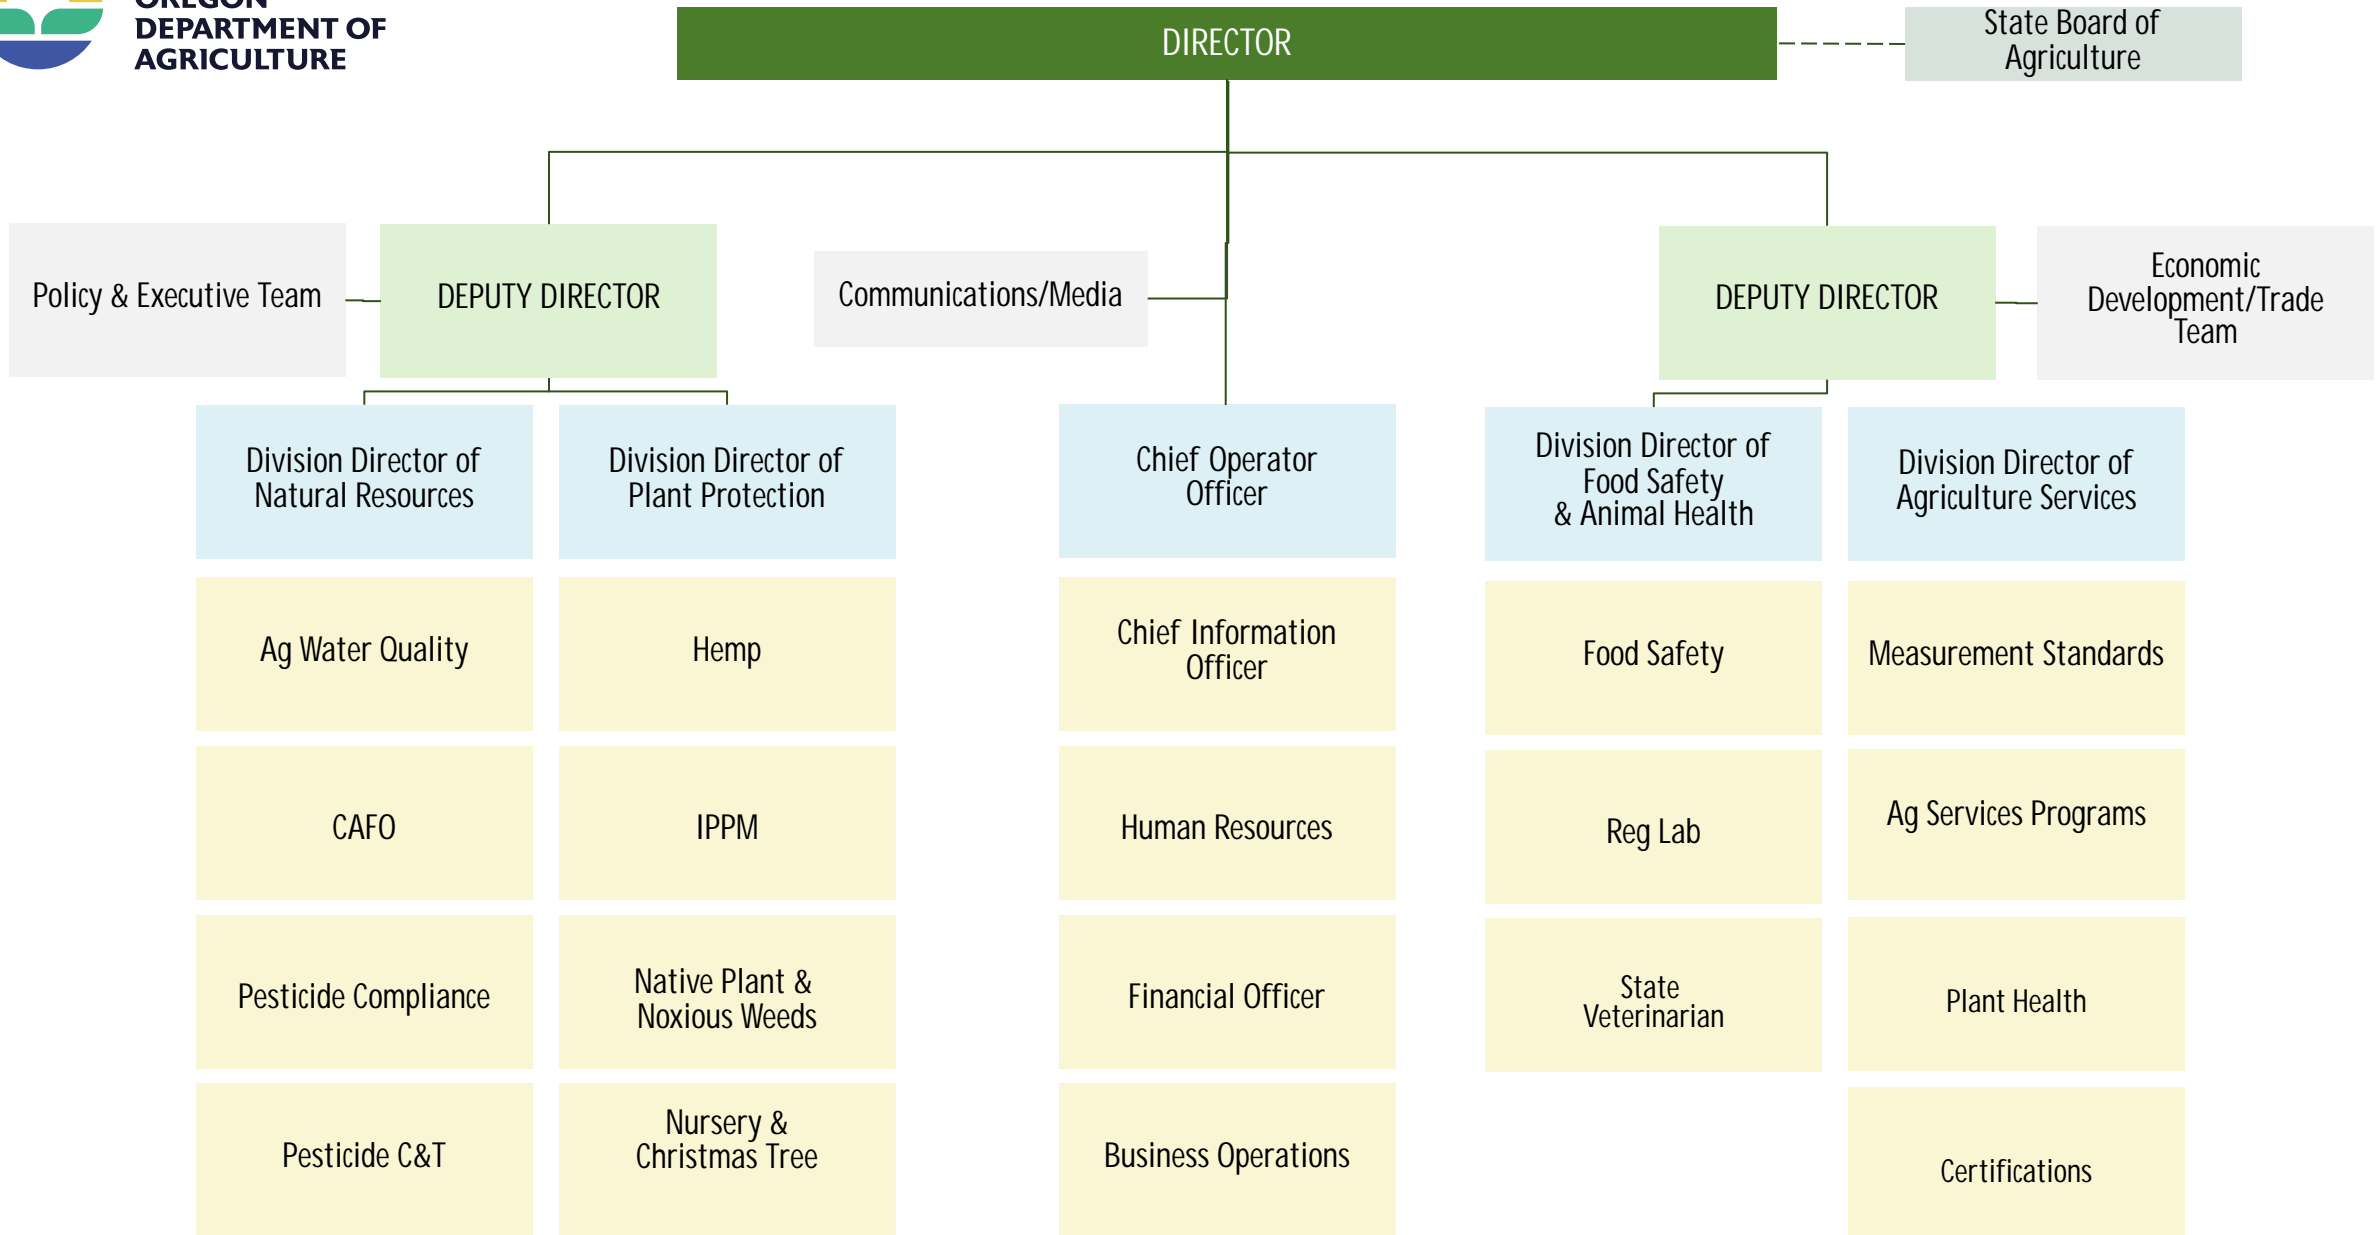 OREGON
DEPARTMENT OF
AGRICULTURE
DIRECTOR
State Board of
Agriculture
Policy & Executive Team
DEPUTY DIRECTOR
Communications/Media
DEPUTY DIRECTOR
Economic
Development/Trade
Team
Division Director of
Natural Resources
Division Director of
Plant Protection
Chief Operator
Officer
Division Director of
Food Safety
& Animal Health
Division Director of
Agriculture Services
Ag Water Quality
Hemp
Chief Information
Officer
Food Safety
Measurement Standards
CAFO
IPPM
Human Resources
Reg Lab
Ag Services Programs
Pesticide Compliance
Native Plant &
Noxious Weeds
Financial Officer
State
Veterinarian
Plant Health
Pesticide C&T
Nursery &
Christmas Tree
Business Operations
Certifications